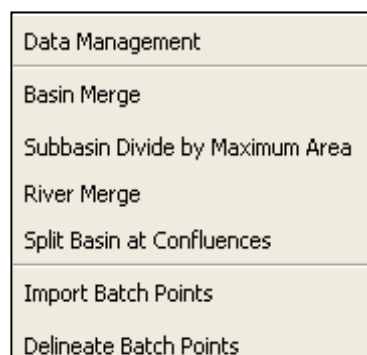 Data Management
Basin Merge
Subbasin Divide by Maximum Area
River Merge
Split Basin at Confluences
Import Batch Points
Delineate Batch Points